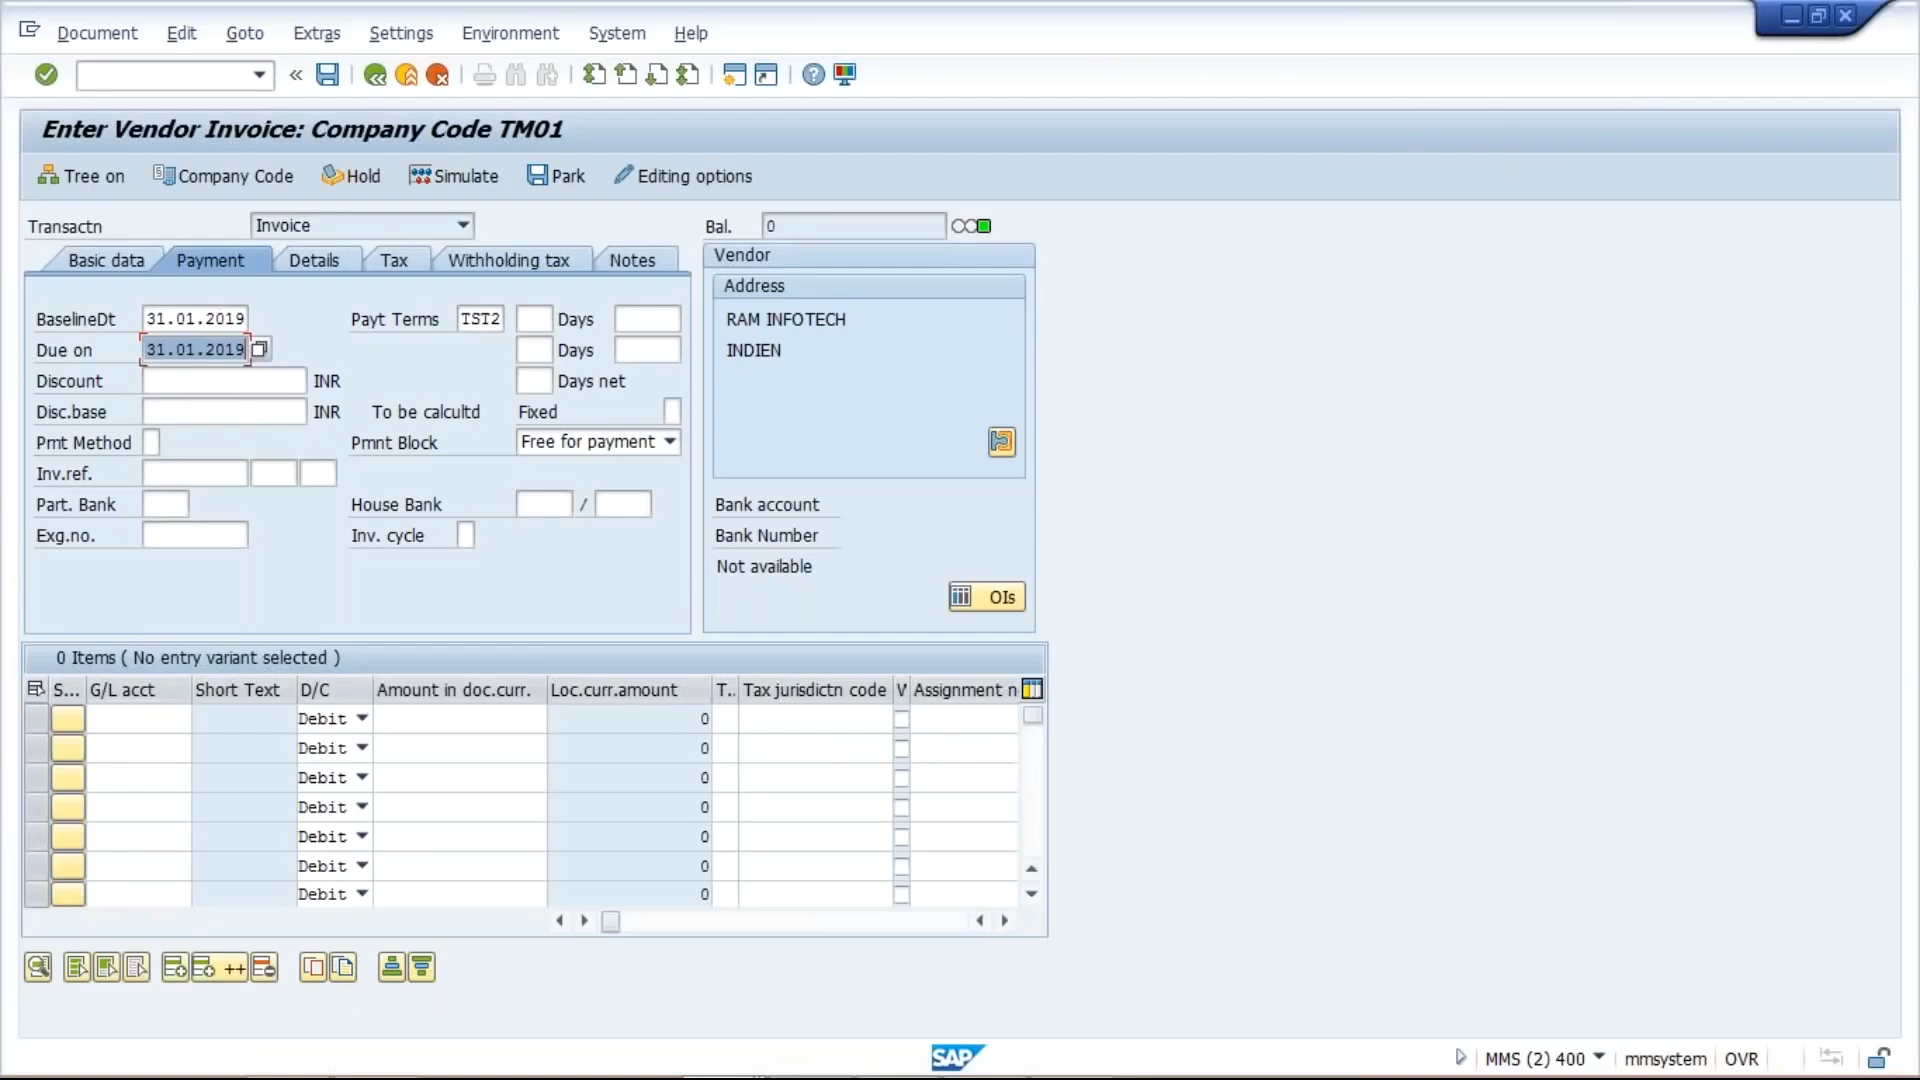 Document Edit Goto Extras Settings Environment System Help
Enter Vendor Invoice: Company Code TM01
Tree on Company Code Hold Simulate Park Editing options
Transactn Invoice Bal. 0
Basic data Payment Details Tax Withholding tax Notes
Vendor
Address
BaselineDt 31.01.2019 Payt Terms TST2 Days
RAM INFOTECH
Due on 31.01.2019 Days
INDIEN
Discount INR Days net
Disc.base INR To be calcultd Fixed
Pmt Method Pmnt Block Free for payment
Inv.ref.
Part. Bank House Bank /
Bank account
Exg.no. Inv. cycle
Bank Number
Not available
OIs
0 Items ( No entry variant selected )
S... G/L acct Short Text D/C Amount in doc.curr. Loc.curr.amount T.. Tax jurisdictn code V Assignment n
Debit 0
Debit 0
Debit 0
Debit 0
Debit 0
Debit 0
Debit 0
++
SAP MMS (2) 400 mmsystem OVR